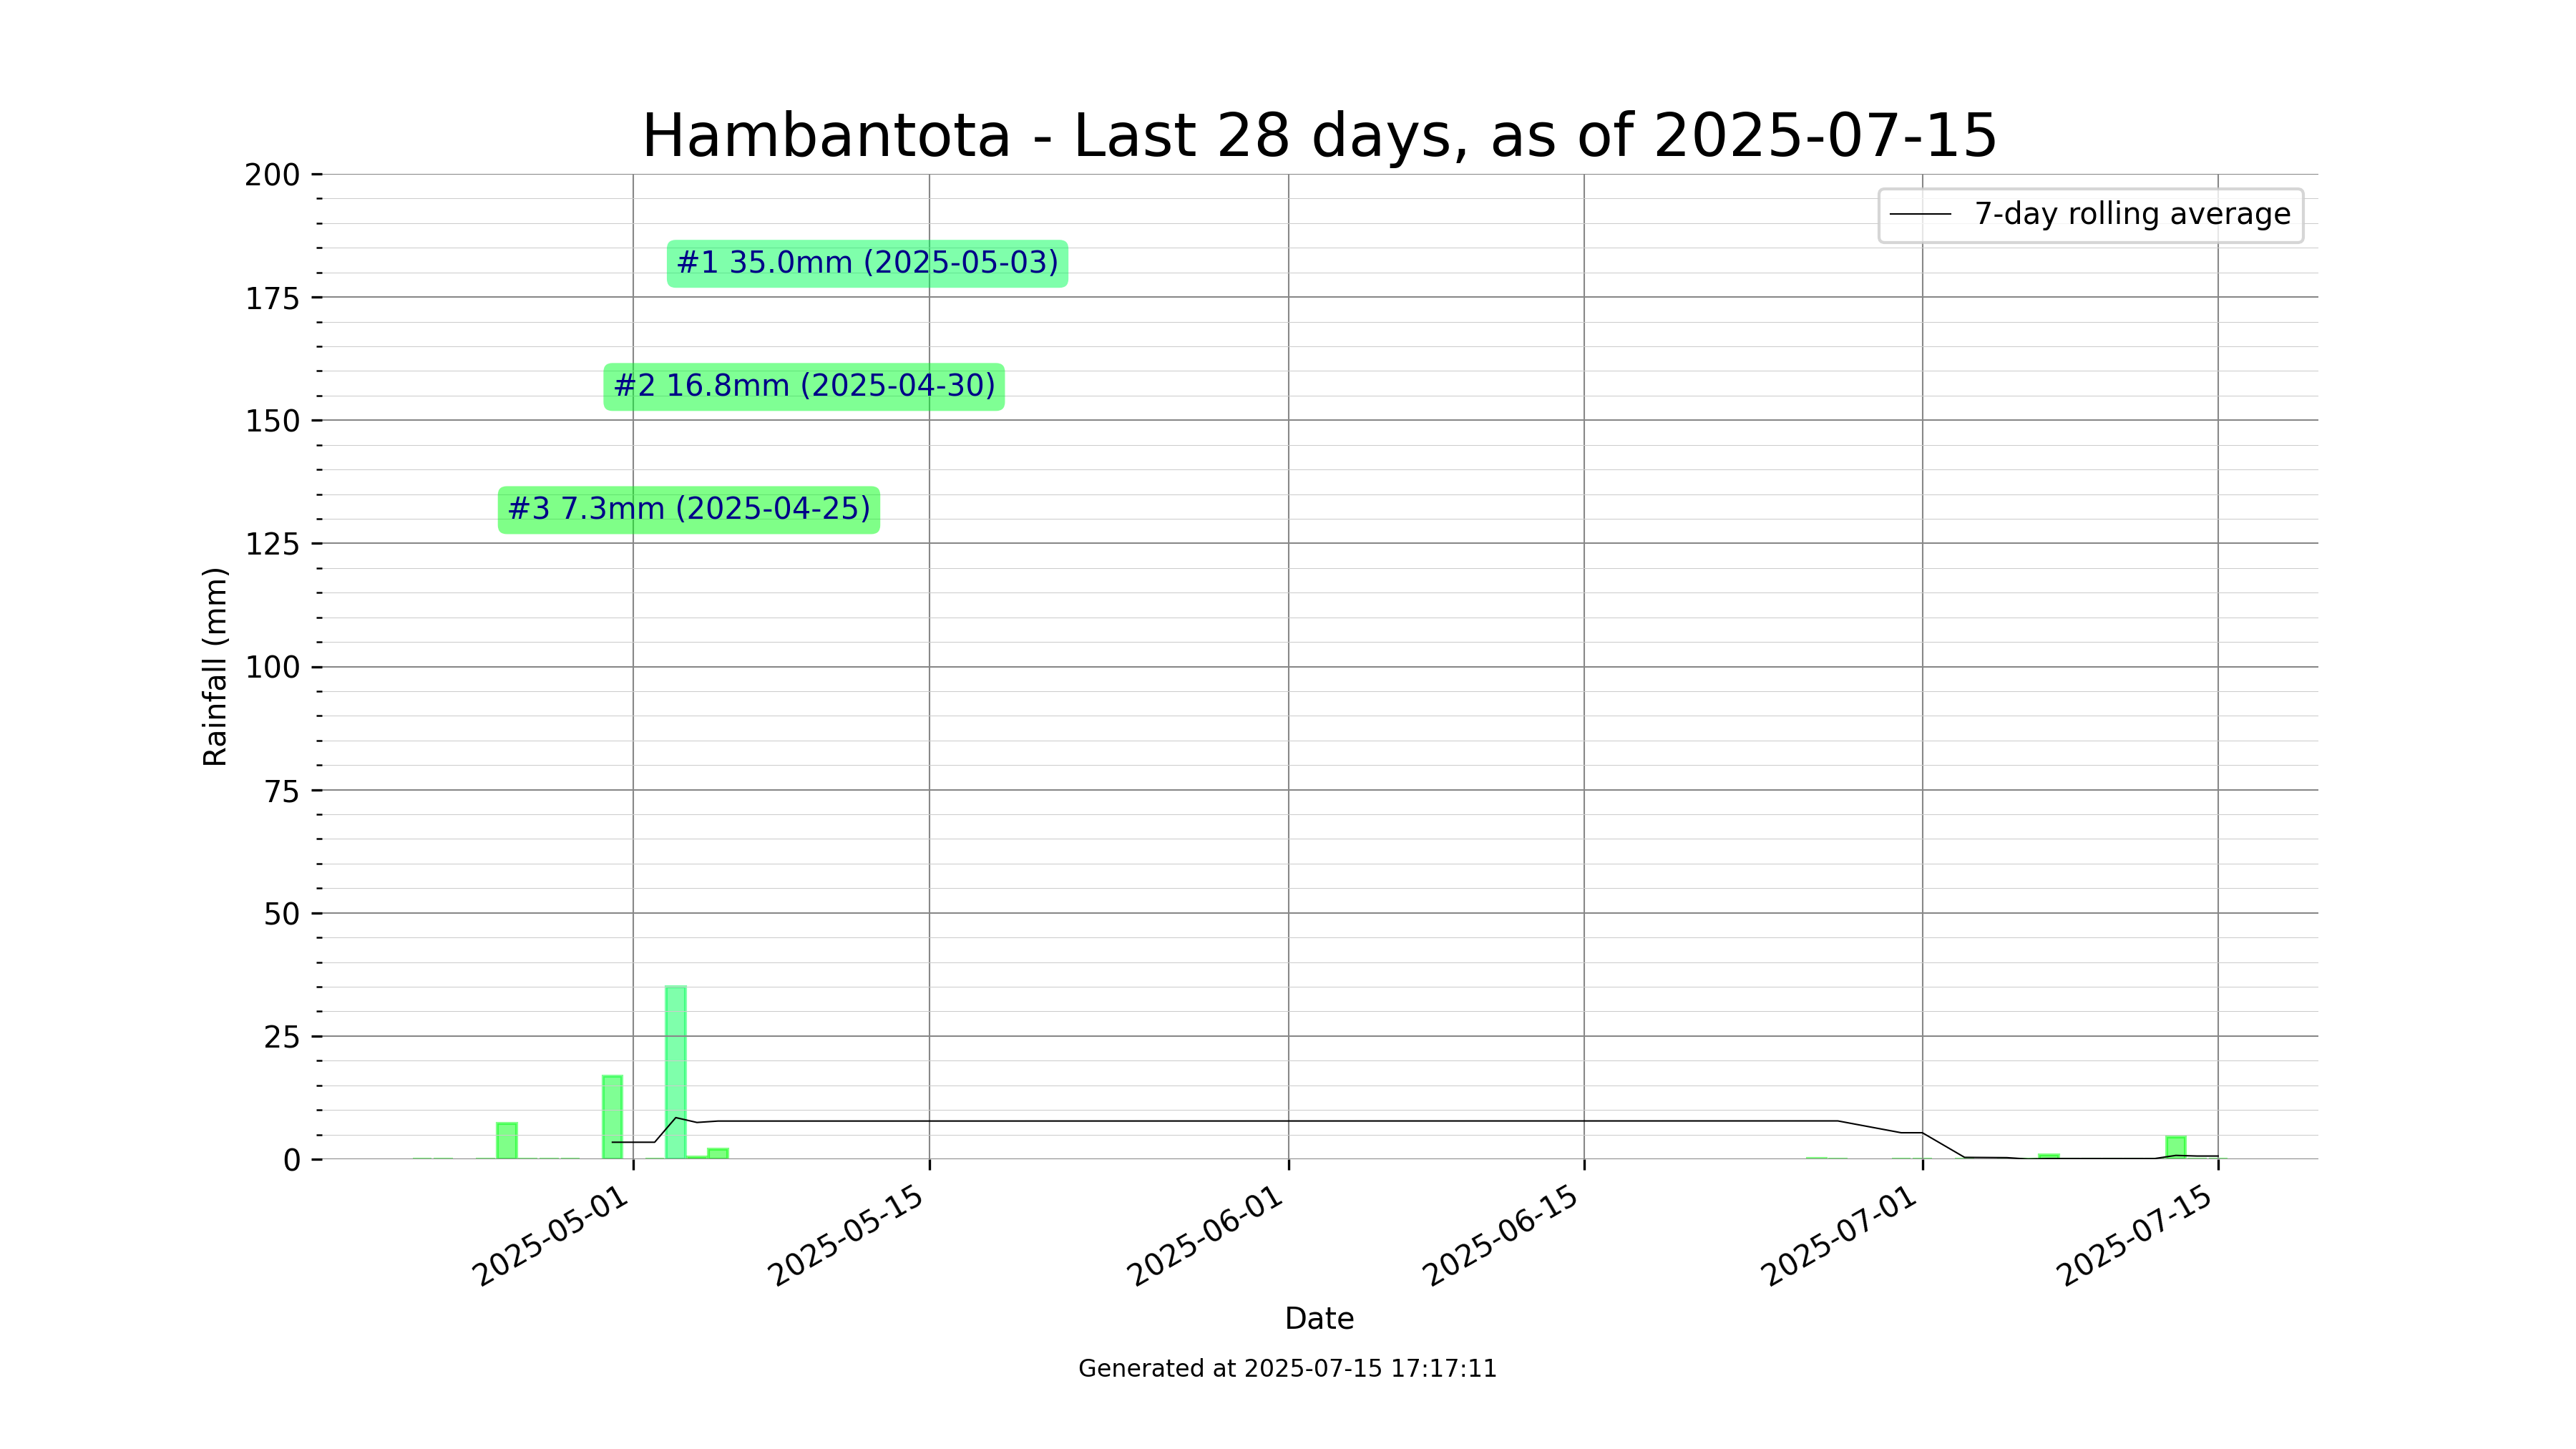 Hambantota - Last 28 days, as of 2025-07-15
7-day rolling average
#1 35.0mm (2025-05-03)
#2 16.8mm (2025-04-30)
#3 7.3mm (2025-04-25)
Rainfall (mm)
200
175
150
125
100
75
50
25
0
2025-05-01
2025-05-15
2025-06-01
2025-06-15
2025-07-01
2025-07-15
Date
Generated at 2025-07-15 17:17:11